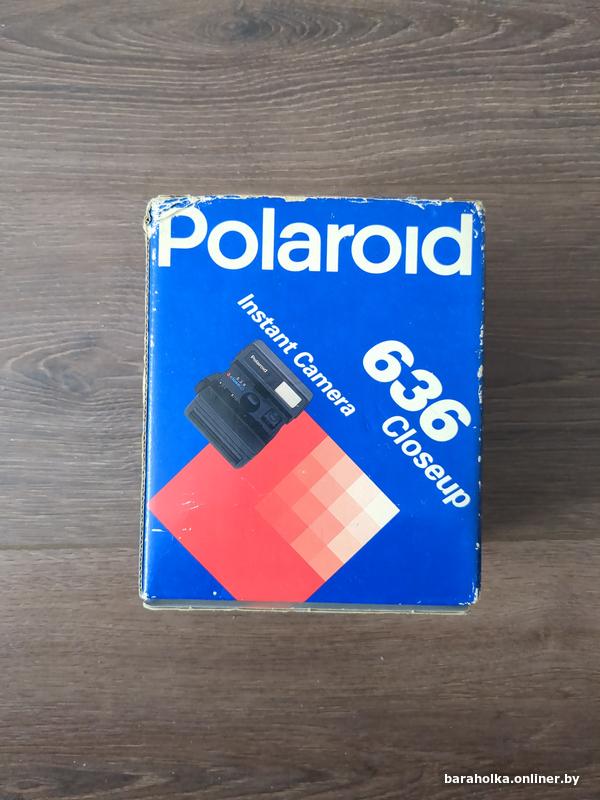 Polaroid
Instant Camera
636
Closeup
Polaroid
baraholka.onliner.by